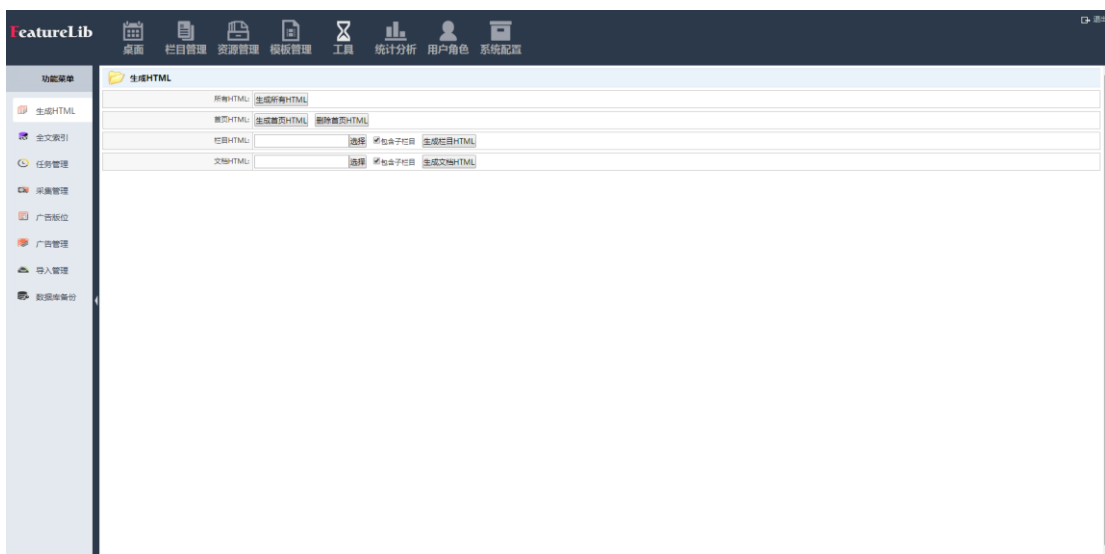 FeatureLib
桌面 栏目管理 资源管理 模板管理 工具 统计分析 用户角色 系统配置
退出
功能菜单
生成HTML
全文索引
任务管理
采集管理
广告版位
广告管理
导入管理
数据库备份
生成HTML
所有HTML: 生成所有HTML
首页HTML: 生成首页HTML 删除首页HTML
栏目HTML: 选择 包含子栏目 生成栏目HTML
文档HTML: 选择 包含子栏目 生成文档HTML